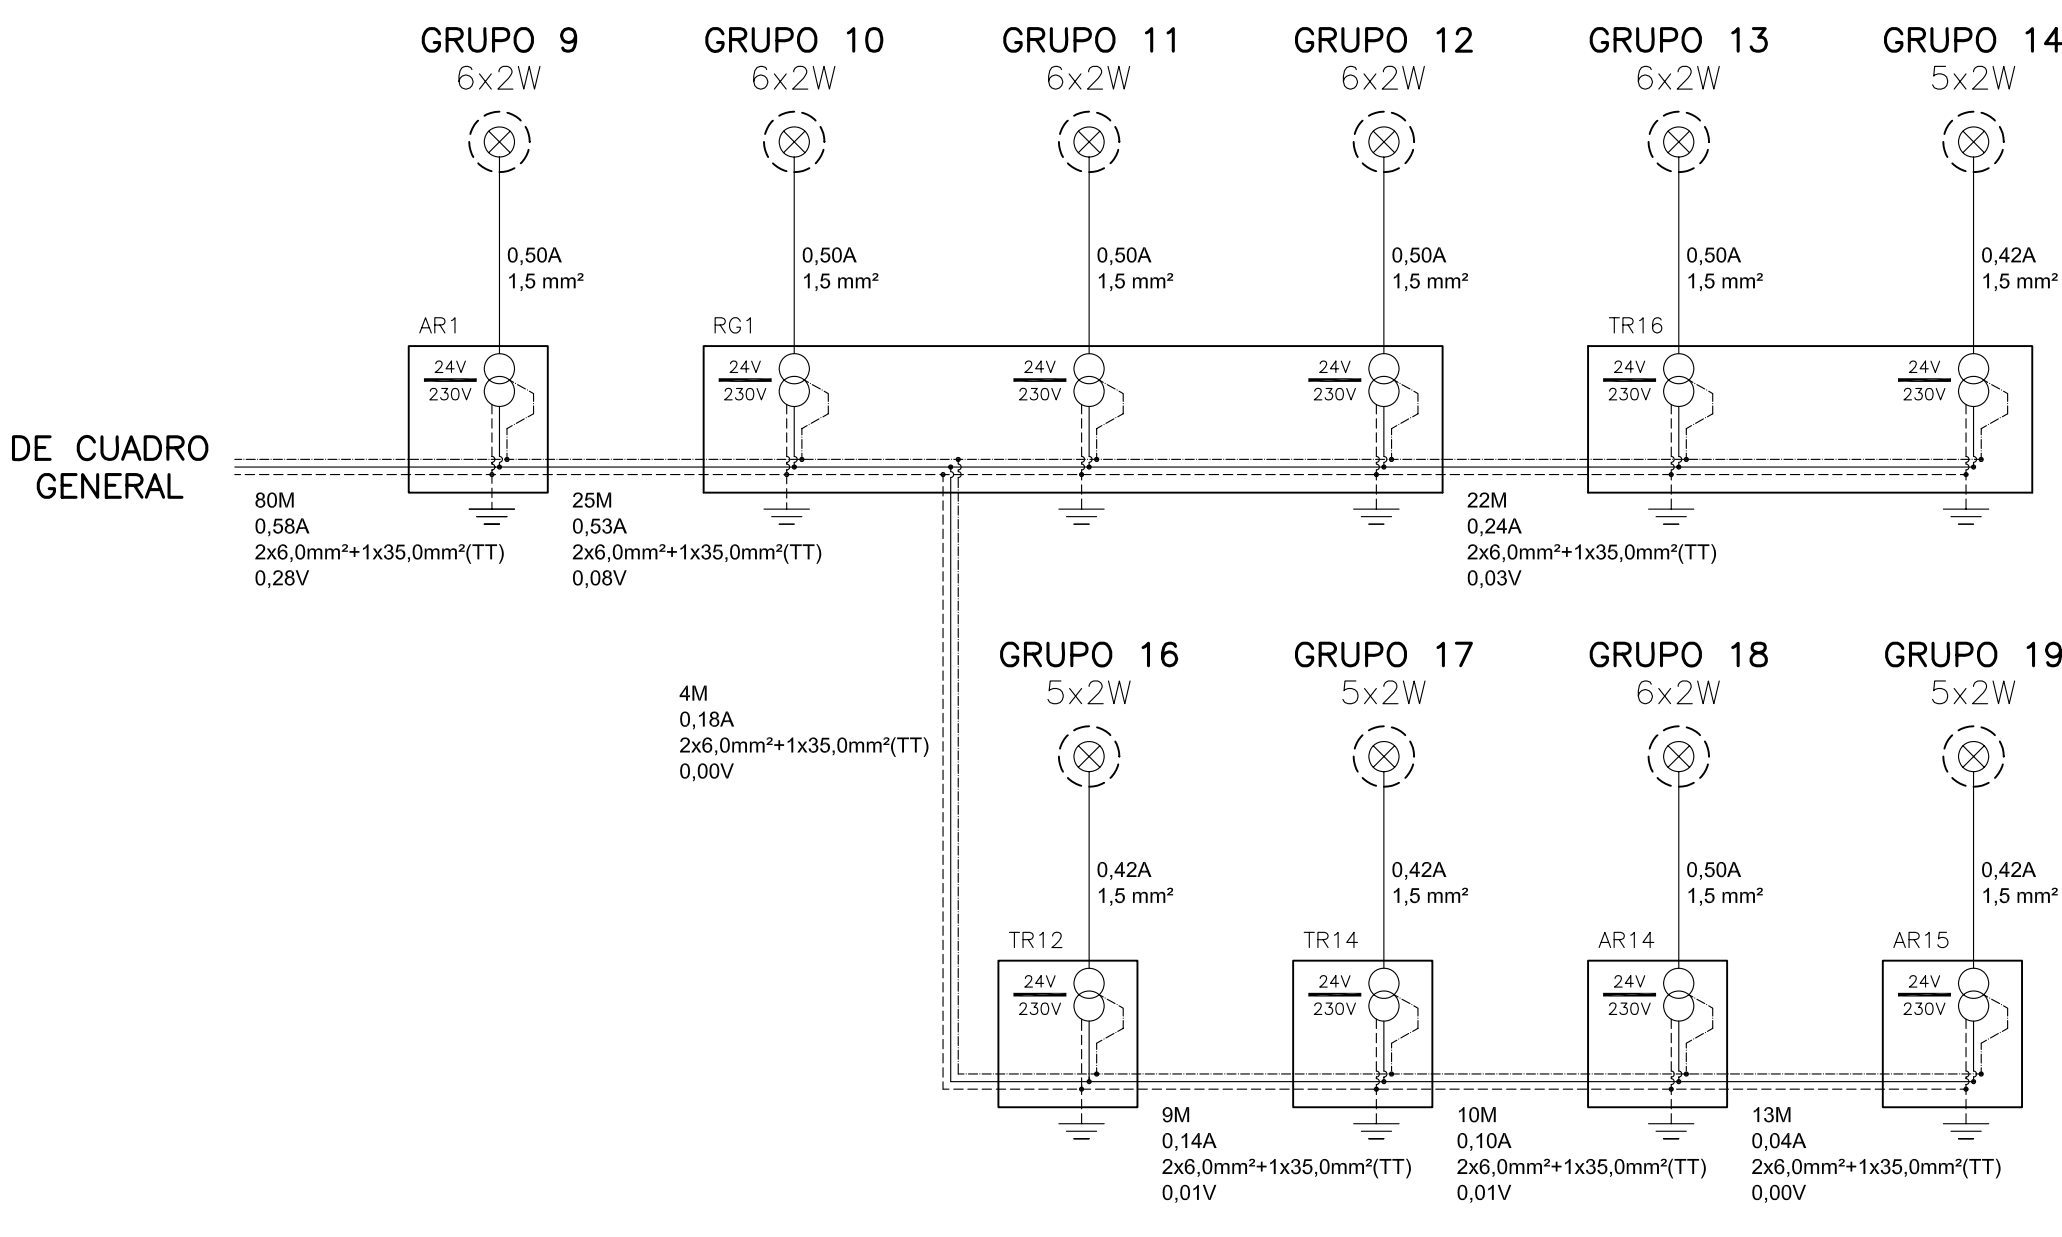 GRUPO 9
6x2W
GRUPO 10
6x2W
GRUPO 11
6x2W
GRUPO 12
6x2W
GRUPO 13
6x2W
GRUPO 14
5x2W
0,50A
1,5 mm²
0,50A
1,5 mm²
0,50A
1,5 mm²
0,50A
1,5 mm²
0,50A
1,5 mm²
0,42A
1,5 mm²
AR1
24V
230V
RG1
24V
230V
24V
230V
24V
230V
TR16
24V
230V
24V
230V
DE CUADRO
GENERAL
80M
0,58A
2x6,0mm²+1x35,0mm²(TT)
0,28V
25M
0,53A
2x6,0mm²+1x35,0mm²(TT)
0,08V
22M
0,24A
2x6,0mm²+1x35,0mm²(TT)
0,03V
4M
0,18A
2x6,0mm²+1x35,0mm²(TT)
0,00V
GRUPO 16
5x2W
GRUPO 17
5x2W
GRUPO 18
6x2W
GRUPO 19
5x2W
0,42A
1,5 mm²
0,42A
1,5 mm²
0,50A
1,5 mm²
0,42A
1,5 mm²
TR12
24V
230V
TR14
24V
230V
AR14
24V
230V
AR15
24V
230V
9M
0,14A
2x6,0mm²+1x35,0mm²(TT)
0,01V
10M
0,10A
2x6,0mm²+1x35,0mm²(TT)
0,01V
13M
0,04A
2x6,0mm²+1x35,0mm²(TT)
0,00V